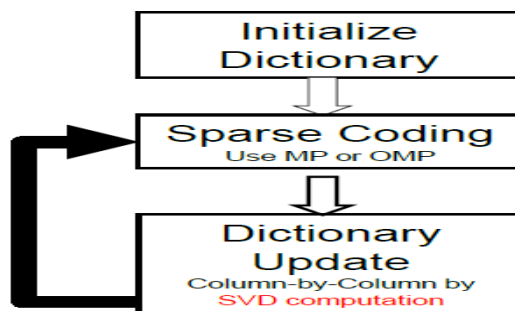 Initialize
Dictionary
Sparse Coding
Use MP or OMP
Dictionary
Update
Column-by-Column by
SVD computation